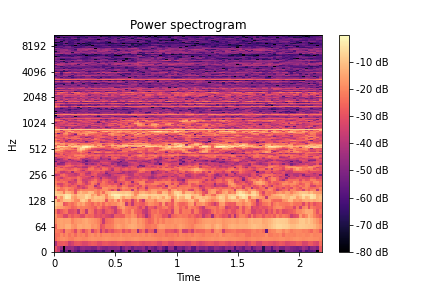 Power spectrogram
8192
4096
2048
1024
512
256
128
64
0
Hz
0
0.5
1
1.5
2
Time
-10 dB
-20 dB
-30 dB
-40 dB
-50 dB
-60 dB
-70 dB
-80 dB